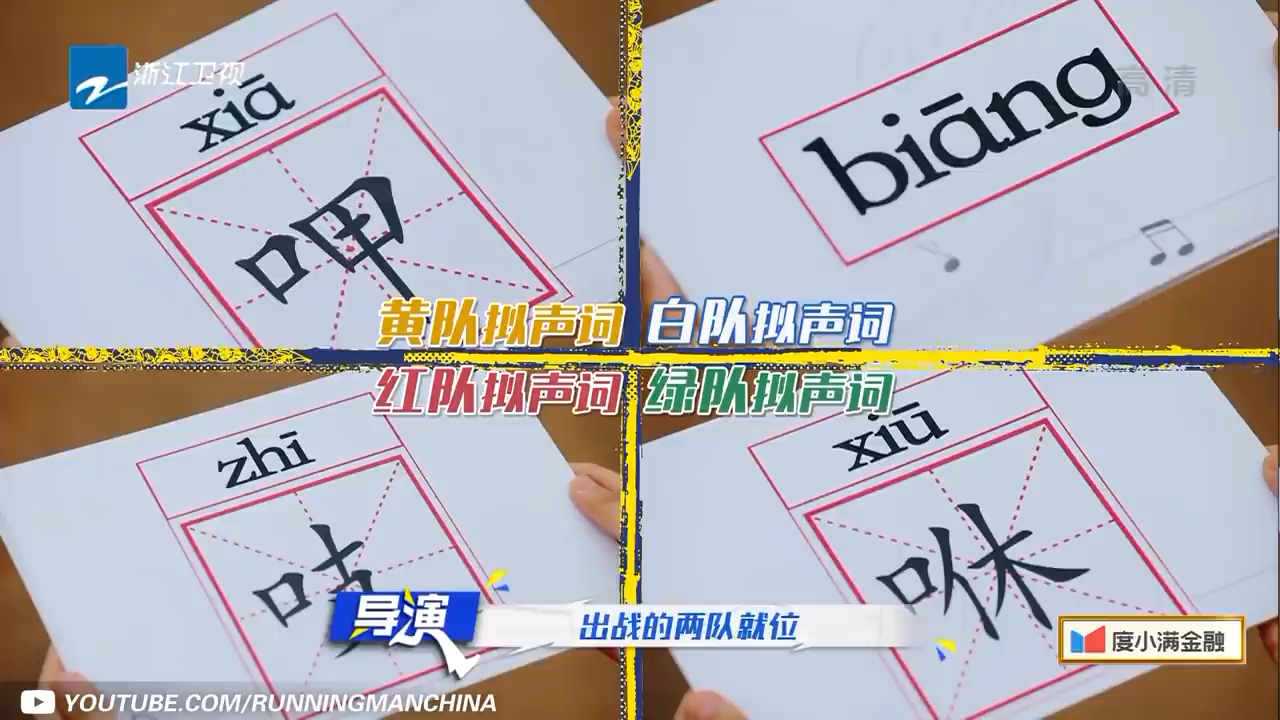 浙江卫视
高清
xiā
呷
biāng
黄队拟声词
白队拟声词
红队拟声词
绿队拟声词
zhī
xiū
咻
导演
出战的两队就位
度小满金融
YOUTUBE.COM/RUNNINGMANCHINA